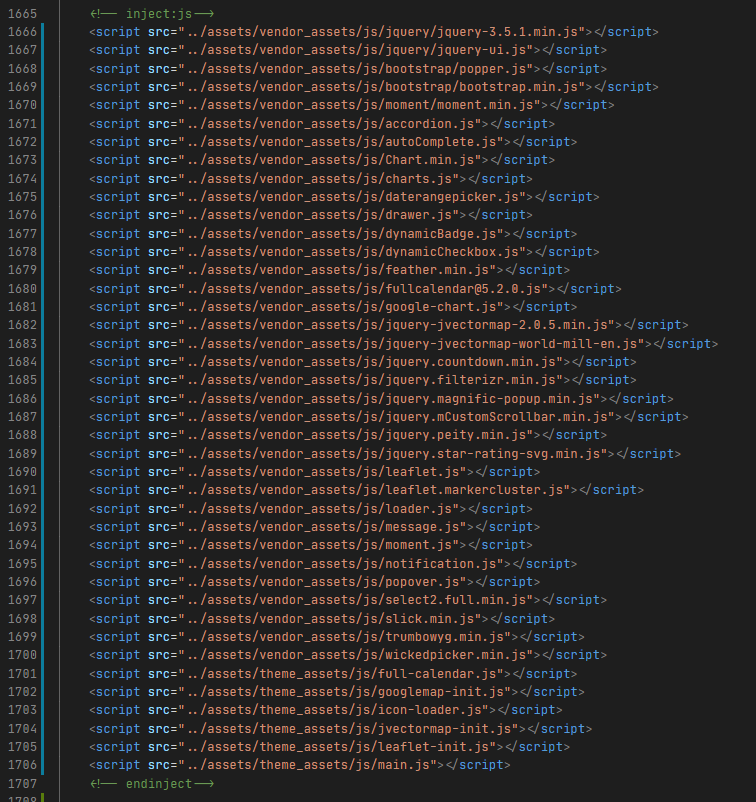 1665 <!-- inject:js-->
1666 <script src="../assets/vendor_assets/js/jquery/jquery-3.5.1.min.js"></script>
1667 <script src="../assets/vendor_assets/js/jquery/jquery-ui.js"></script>
1668 <script src="../assets/vendor_assets/js/bootstrap/popper.js"></script>
1669 <script src="../assets/vendor_assets/js/bootstrap/bootstrap.min.js"></script>
1670 <script src="../assets/vendor_assets/js/moment/moment.min.js"></script>
1671 <script src="../assets/vendor_assets/js/accordion.js"></script>
1672 <script src="../assets/vendor_assets/js/autoComplete.js"></script>
1673 <script src="../assets/vendor_assets/js/Chart.min.js"></script>
1674 <script src="../assets/vendor_assets/js/charts.js"></script>
1675 <script src="../assets/vendor_assets/js/daterangepicker.js"></script>
1676 <script src="../assets/vendor_assets/js/drawer.js"></script>
1677 <script src="../assets/vendor_assets/js/dynamicBadge.js"></script>
1678 <script src="../assets/vendor_assets/js/dynamicCheckbox.js"></script>
1679 <script src="../assets/vendor_assets/js/feather.min.js"></script>
1680 <script src="../assets/vendor_assets/js/fullcalendar@5.2.0.js"></script>
1681 <script src="../assets/vendor_assets/js/google-chart.js"></script>
1682 <script src="../assets/vendor_assets/js/jquery-jvectormap-2.0.5.min.js"></script>
1683 <script src="../assets/vendor_assets/js/jquery-jvectormap-world-mill-en.js"></script>
1684 <script src="../assets/vendor_assets/js/jquery.countdown.min.js"></script>
1685 <script src="../assets/vendor_assets/js/jquery.filterizr.min.js"></script>
1686 <script src="../assets/vendor_assets/js/jquery.magnific-popup.min.js"></script>
1687 <script src="../assets/vendor_assets/js/jquery.mCustomScrollbar.min.js"></script>
1688 <script src="../assets/vendor_assets/js/jquery.peity.min.js"></script>
1689 <script src="../assets/vendor_assets/js/jquery.star-rating-svg.min.js"></script>
1690 <script src="../assets/vendor_assets/js/leaflet.js"></script>
1691 <script src="../assets/vendor_assets/js/leaflet.markercluster.js"></script>
1692 <script src="../assets/vendor_assets/js/loader.js"></script>
1693 <script src="../assets/vendor_assets/js/message.js"></script>
1694 <script src="../assets/vendor_assets/js/moment.js"></script>
1695 <script src="../assets/vendor_assets/js/notification.js"></script>
1696 <script src="../assets/vendor_assets/js/popover.js"></script>
1697 <script src="../assets/vendor_assets/js/select2.full.min.js"></script>
1698 <script src="../assets/vendor_assets/js/slick.min.js"></script>
1699 <script src="../assets/vendor_assets/js/trumbowyg.min.js"></script>
1700 <script src="../assets/vendor_assets/js/wickedpicker.min.js"></script>
1701 <script src="../assets/theme_assets/js/full-calendar.js"></script>
1702 <script src="../assets/theme_assets/js/googlemap-init.js"></script>
1703 <script src="../assets/theme_assets/js/icon-loader.js"></script>
1704 <script src="../assets/theme_assets/js/jvectormap-init.js"></script>
1705 <script src="../assets/theme_assets/js/leaflet-init.js"></script>
1706 <script src="../assets/theme_assets/js/main.js"></script>
1707 <!-- endinject-->
1708